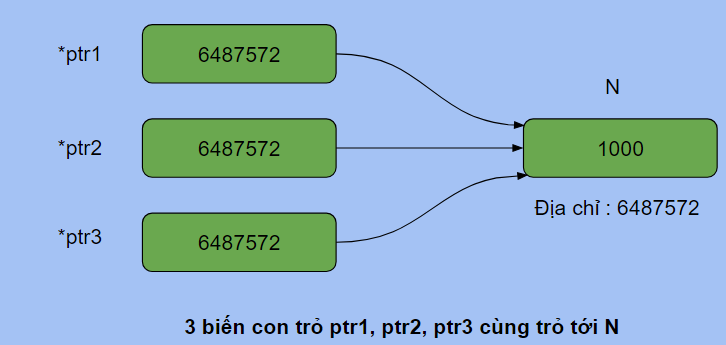 *ptr1
6487572
N
*ptr2
6487572
1000
Địa chỉ : 6487572
*ptr3
6487572
3 biến con trỏ ptr1, ptr2, ptr3 cùng trỏ tới N